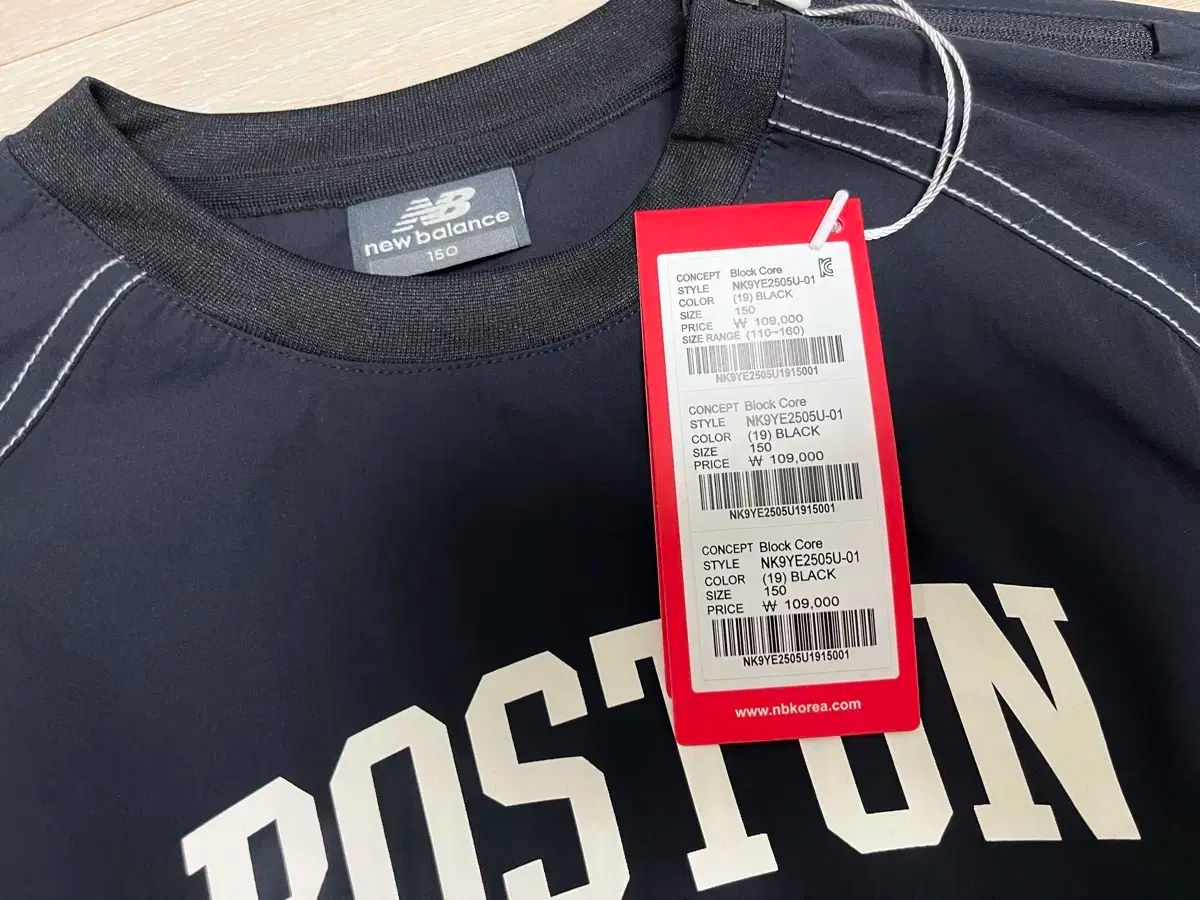 NB
new balance
150
CONCEPT Block Core
STYLE NK9YE2505U-01
COLOR (19) BLACK
SIZE 150
PRICE ₩ 109,000
SIZE RANGE (110~160)
NK9YE2505U1915001
CONCEPT Block Core
STYLE NK9YE2505U-01
COLOR (19) BLACK
SIZE 150
PRICE ₩ 109,000
NK9YE2505U1915001
CONCEPT Block Core
STYLE NK9YE2505U-01
COLOR (19) BLACK
SIZE 150
PRICE ₩ 109,000
NK9YE2505U1915001
www.nbkorea.com
BOSTON